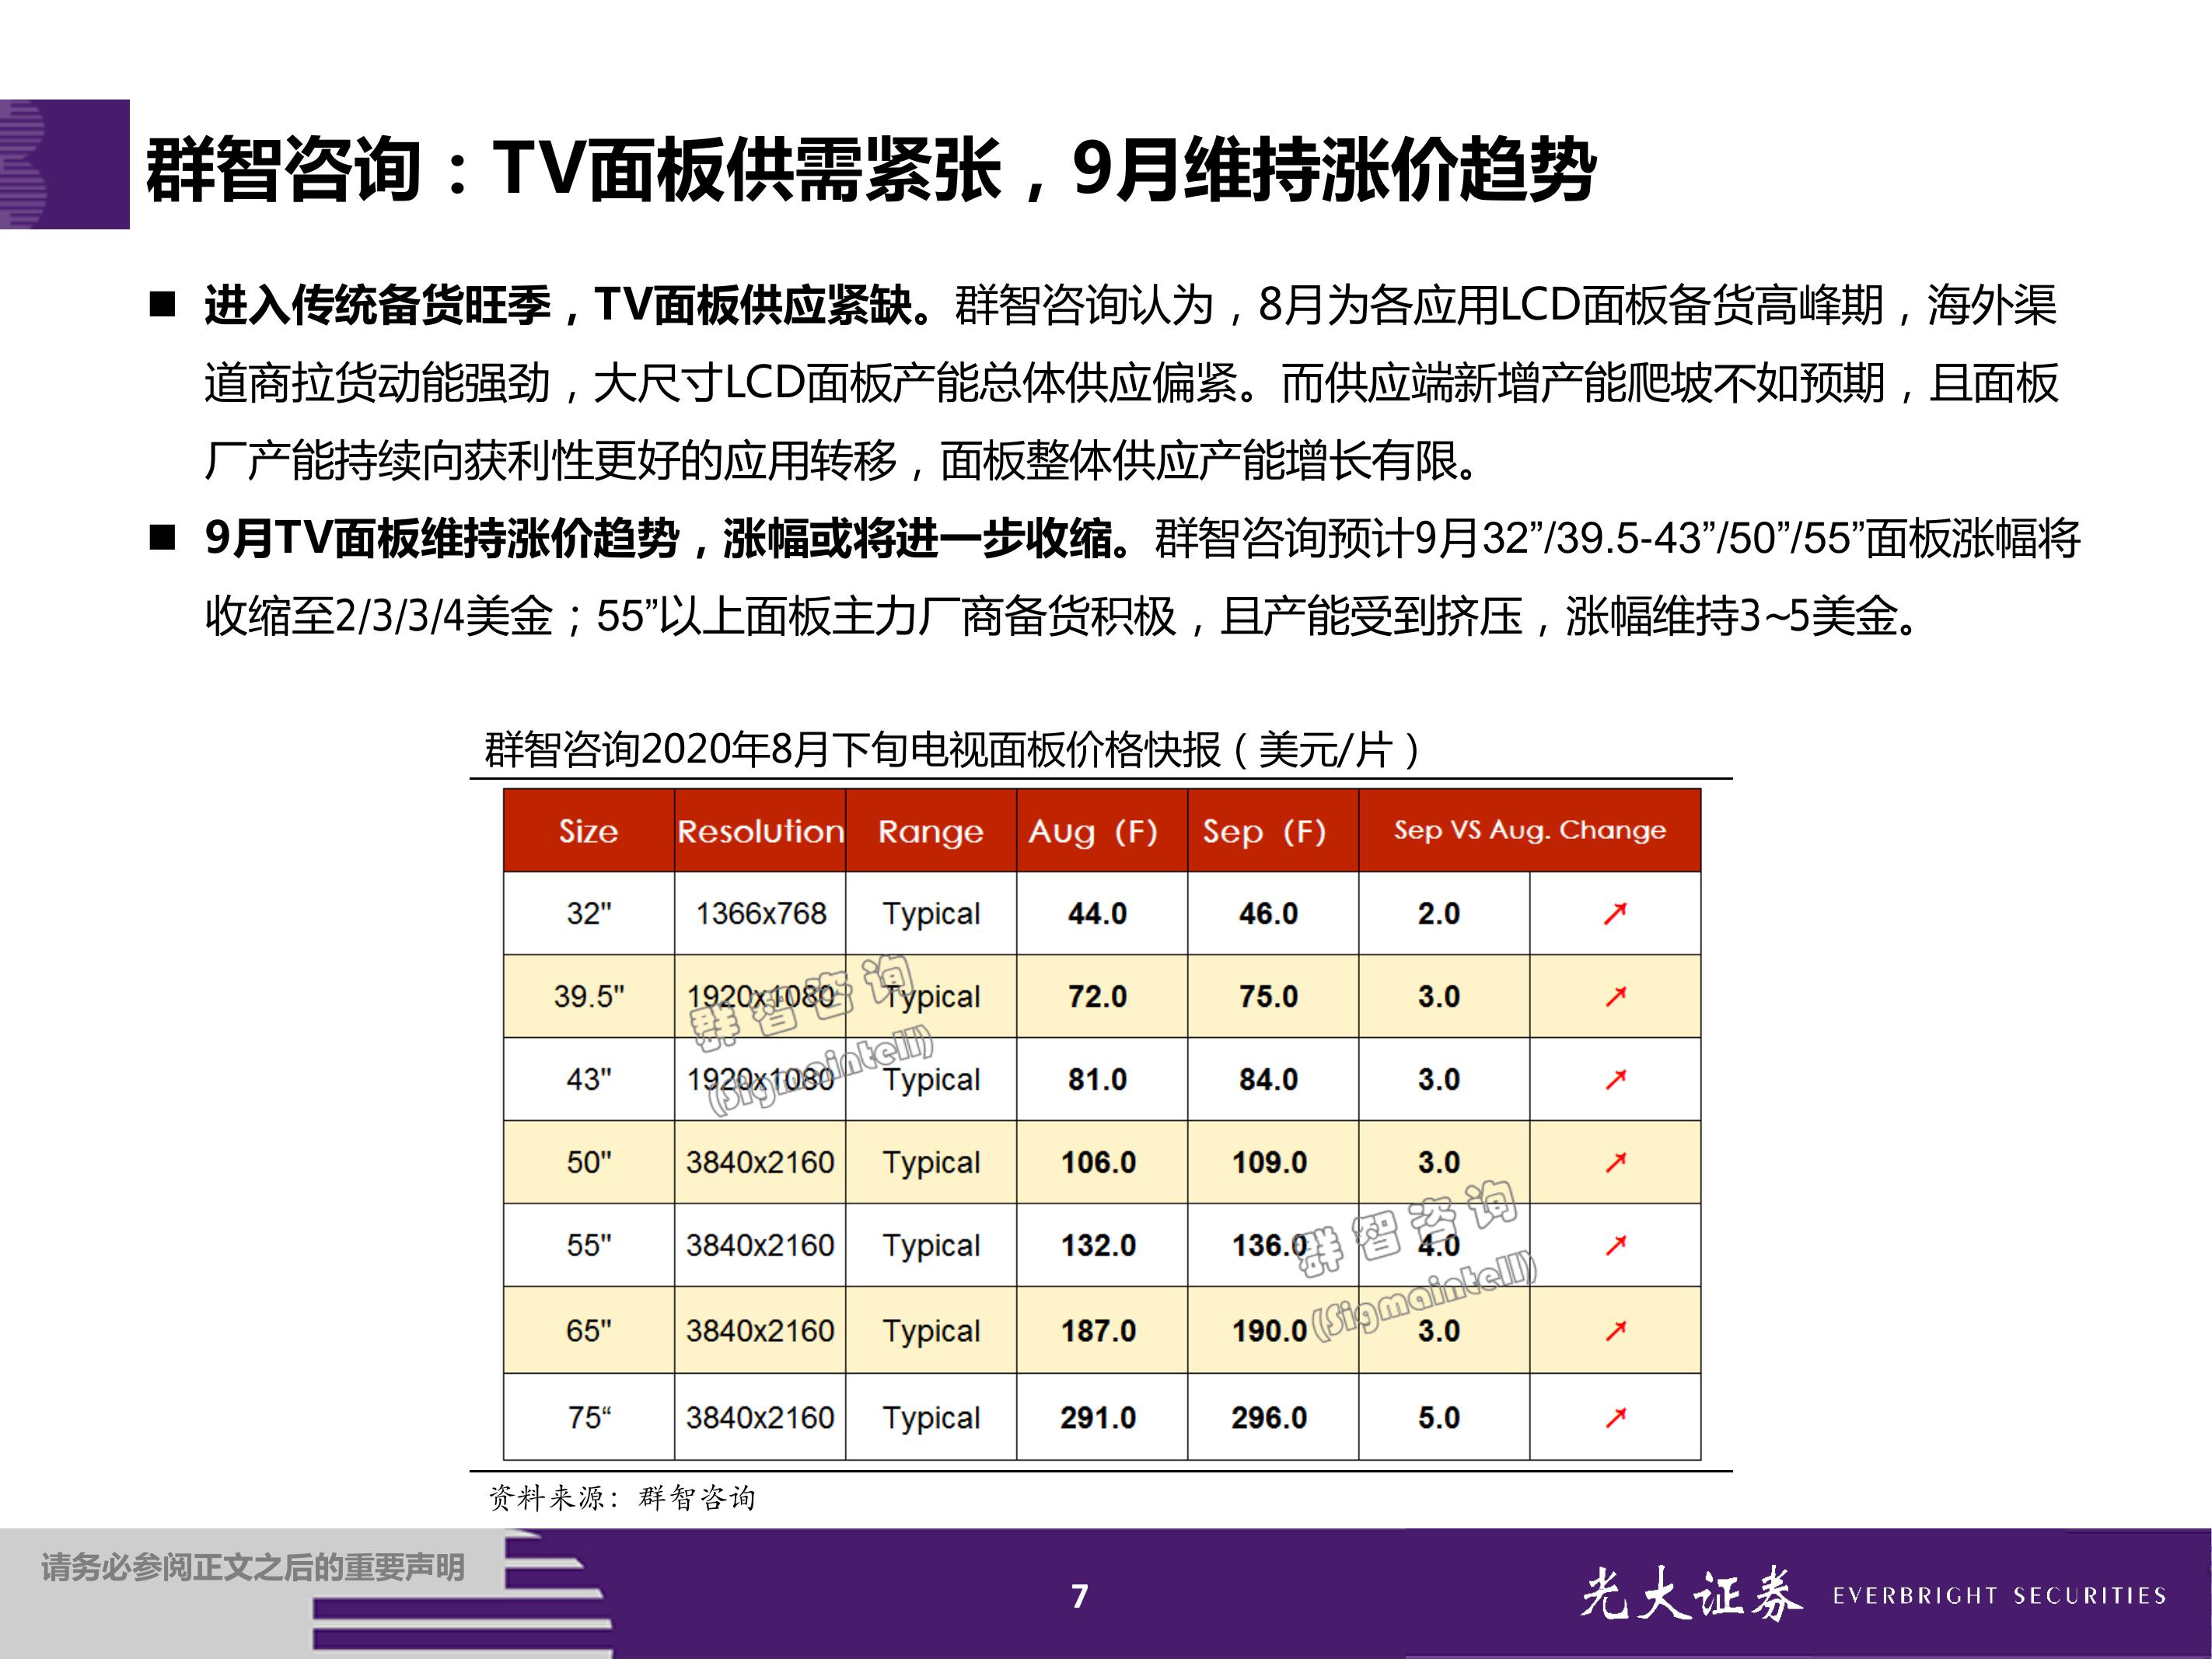 群智咨询：TV面板供需紧张，9月维持涨价趋势
■ 进入传统备货旺季，TV面板供应紧缺。群智咨询认为，8月为各应用LCD面板备货高峰期，海外渠
道商拉货动能强劲，大尺寸LCD面板产能总体供应偏紧。而供应端新增产能爬坡不如预期，且面板
厂产能持续向获利性更好的应用转移，面板整体供应产能增长有限。
■ 9月TV面板维持涨价趋势，涨幅或将进一步收缩。群智咨询预计9月32”/39.5-43”/50”/55”面板涨幅将
收缩至2/3/3/4美金；55”以上面板主力厂商备货积极，且产能受到挤压，涨幅维持3~5美金。
群智咨询2020年8月下旬电视面板价格快报（美元/片）
Size Resolution Range Aug (F) Sep (F) Sep VS Aug. Change
32" 1366x768 Typical 44.0 46.0 2.0 ↗
39.5" 1920x1080 Typical 72.0 75.0 3.0 ↗
43" 1920x1080 Typical 81.0 84.0 3.0 ↗
50" 3840x2160 Typical 106.0 109.0 3.0 ↗
55" 3840x2160 Typical 132.0 136.0 4.0 ↗
65" 3840x2160 Typical 187.0 190.0 3.0 ↗
75“ 3840x2160 Typical 291.0 296.0 5.0 ↗
群智咨询
(Sigmaintell)
群智咨询
(Sigmaintell)
资料来源：群智咨询
请务必参阅正文之后的重要声明
7
光大证券 EVERBRIGHT SECURITIES